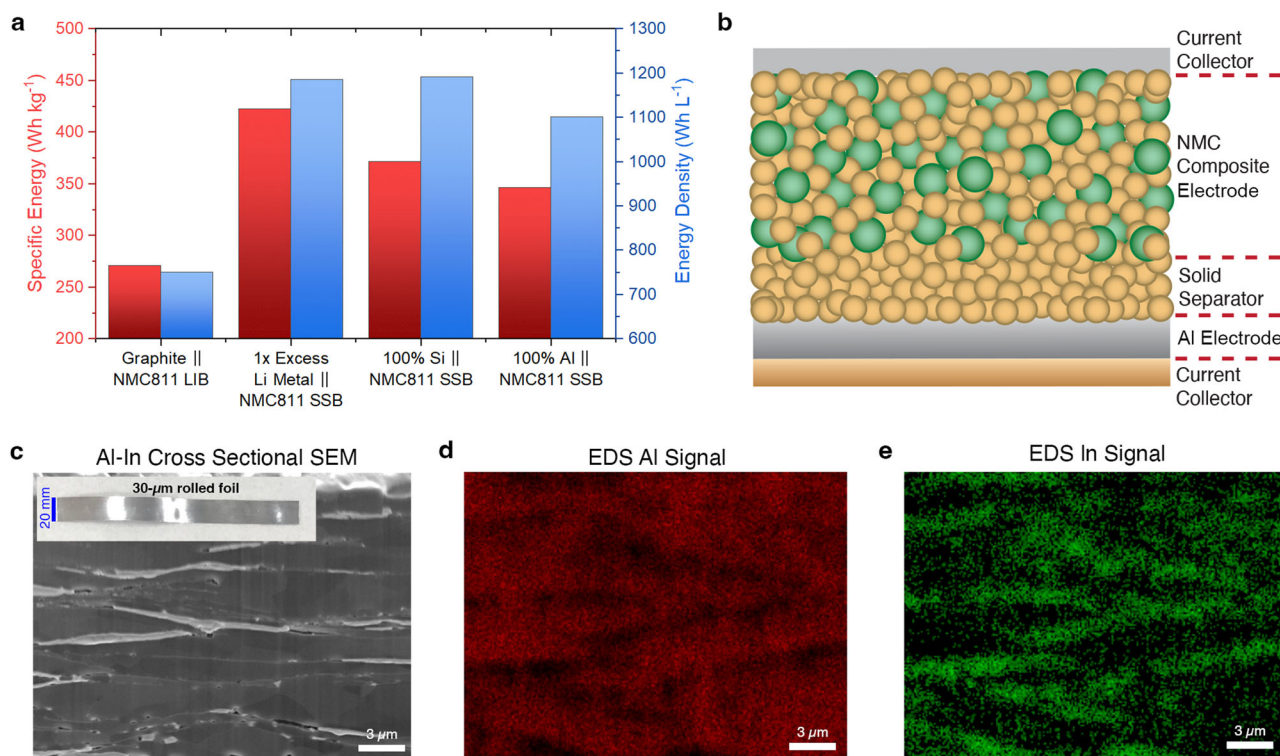 a
500
450
400
350
300
250
200
Specific Energy (Wh kg⁻¹)
1300
1200
1100
1000
900
800
700
600
Energy Density (Wh L⁻¹)
Graphite ||
NMC811 LIB
1x Excess
Li Metal ||
NMC811 SSB
100% Si ||
NMC811 SSB
100% Al ||
NMC811 SSB
b
Current
Collector
NMC
Composite
Electrode
Solid
Separator
Al Electrode
Current
Collector
c
Al-In Cross Sectional SEM
30-µm rolled foil
20 mm
3 µm
d
EDS Al Signal
3 µm
e
EDS In Signal
3 µm